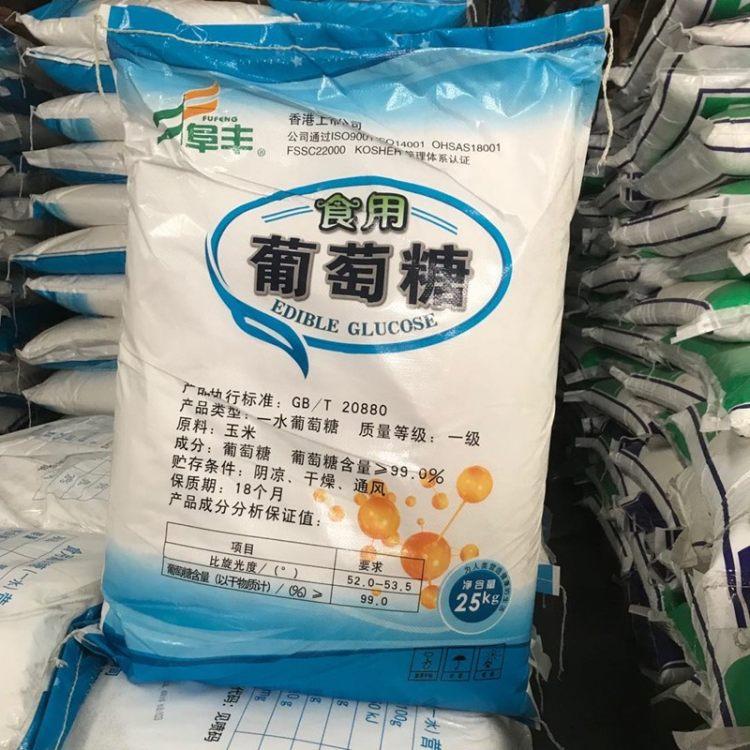 FUFENG
阜丰®
香港上市公司
公司通过ISO9001 ISO14001 OHSAS18001
FSSC22000 KOSHER 管理体系认证
食用
葡萄糖
EDIBLE GLUCOSE
产品执行标准：GB/T 20880
产品类型：一水葡萄糖 质量等级：一级
原料：玉米
成分：葡萄糖 葡萄糖含量≥99.0%
贮存条件：阴凉、干燥、通风
保质期：18个月
产品成分分析保证值：
项目 要求
比旋光度/(°) 52.0-53.5
葡萄糖含量（以干物质计）/(%)≥ 99.0
净含量
25kg
代码：见喷码